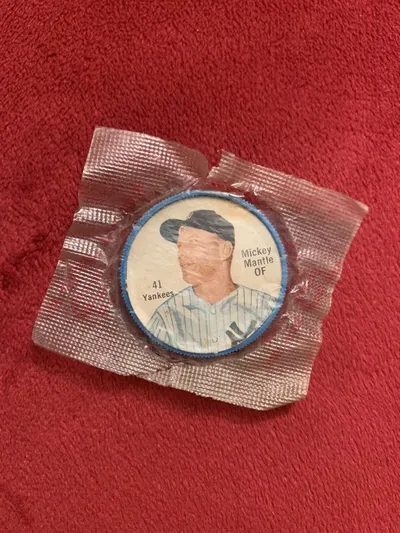 Mickey
Mantle
OF
41
Yankees